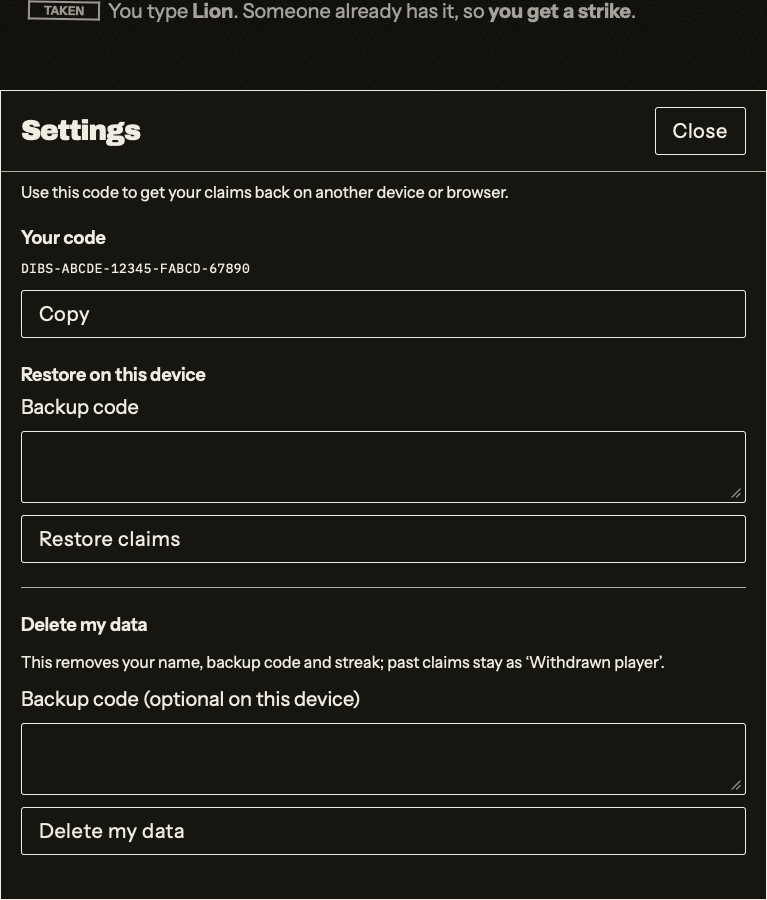 TAKEN You type Lion. Someone already has it, so you get a strike.
Settings
Close
Use this code to get your claims back on another device or browser.
Your code
DIBS-ABCDE-12345-FABCD-67890
Copy
Restore on this device
Backup code
Restore claims
Delete my data
This removes your name, backup code and streak; past claims stay as ‘Withdrawn player’.
Backup code (optional on this device)
Delete my data